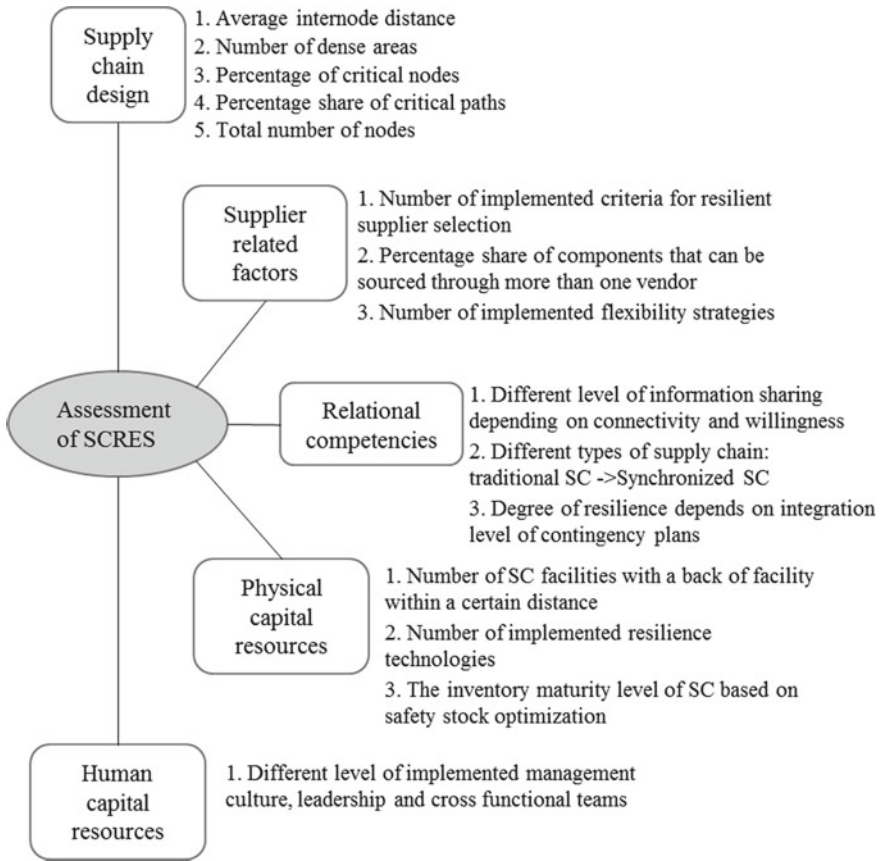 Supply
chain
design
1. Average internode distance
2. Number of dense areas
3. Percentage of critical nodes
4. Percentage share of critical paths
5. Total number of nodes
Supplier
related
factors
1. Number of implemented criteria for resilient
supplier selection
2. Percentage share of components that can be
sourced through more than one vendor
3. Number of implemented flexibility strategies
Assessment
of SCRES
Relational
competencies
1. Different level of information sharing
depending on connectivity and willingness
2. Different types of supply chain:
traditional SC ->Synchronized SC
3. Degree of resilience depends on integration
level of contingency plans
Physical
capital
resources
1. Number of SC facilities with a back of facility
within a certain distance
2. Number of implemented resilience
technologies
3. The inventory maturity level of SC based on
safety stock optimization
Human
capital
resources
1. Different level of implemented management
culture, leadership and cross functional teams